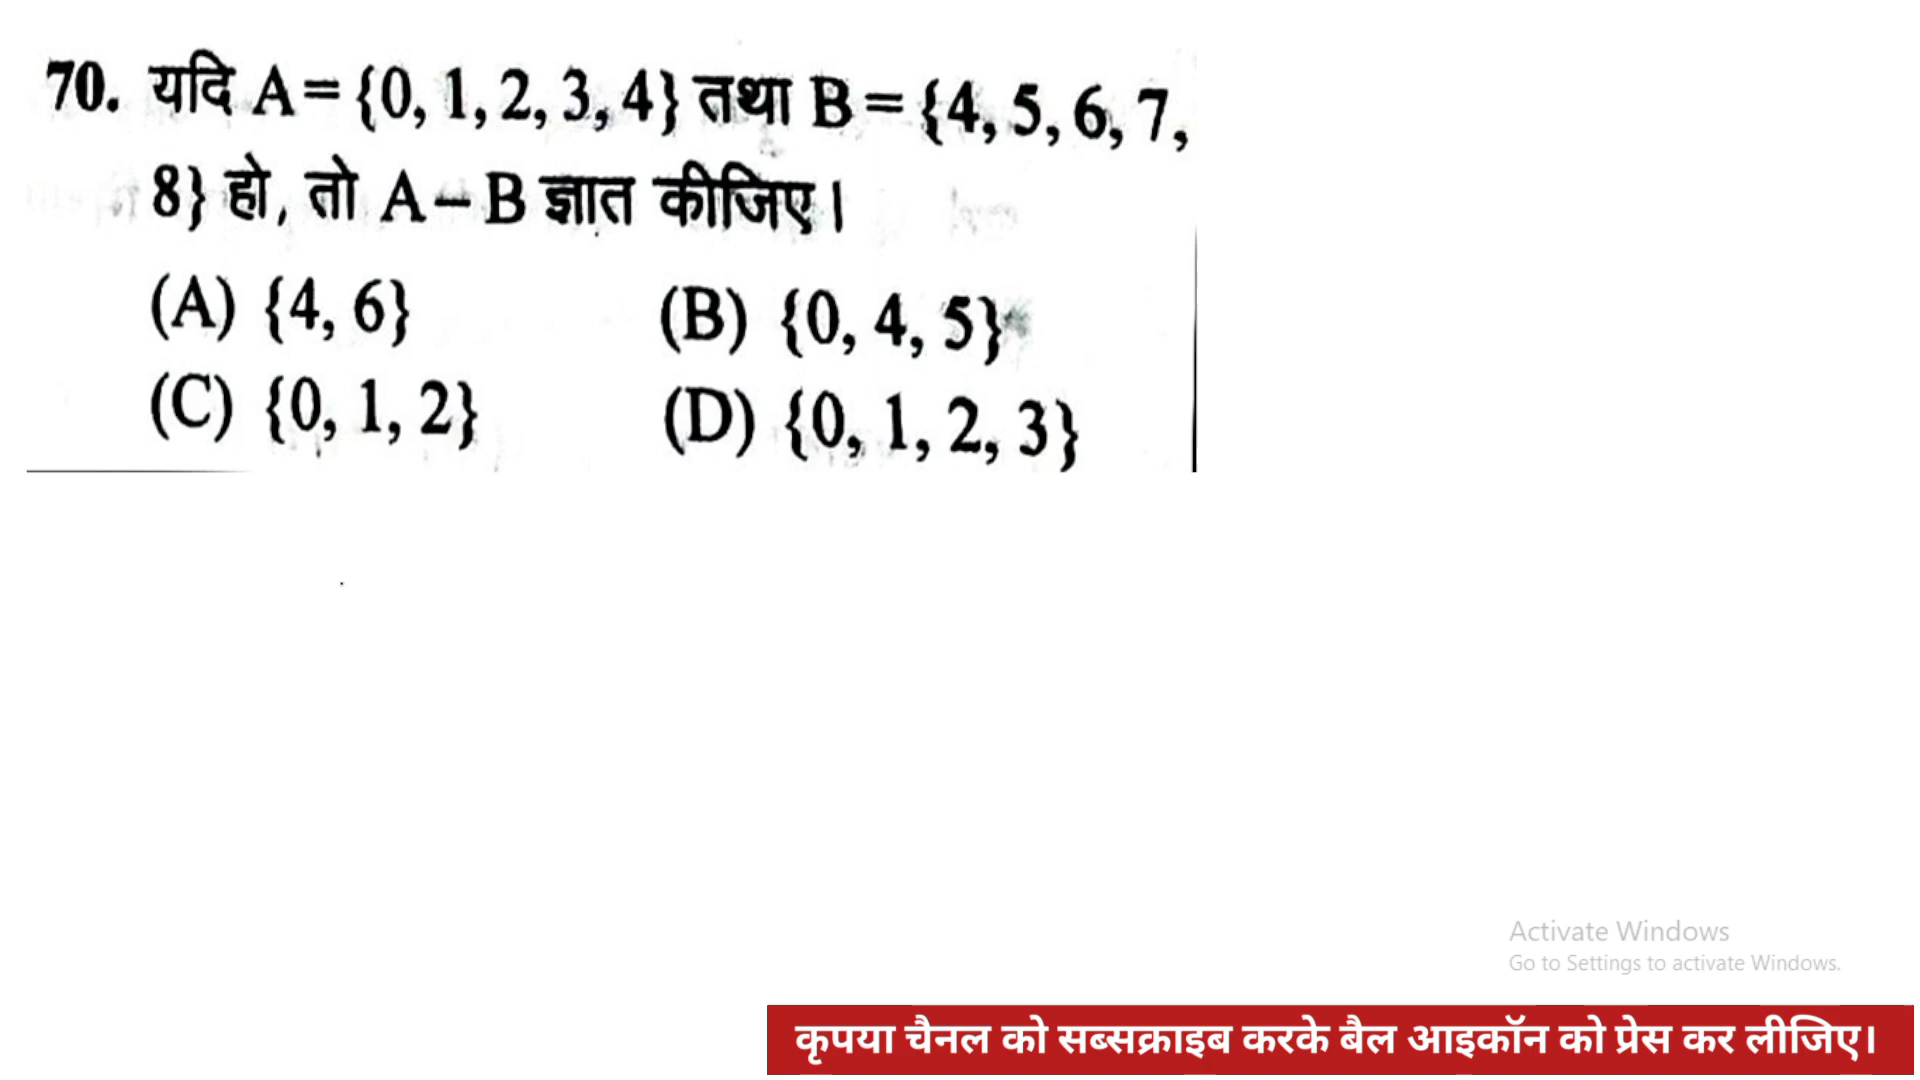 70. यदि A = {0, 1, 2, 3, 4} तथा B = {4, 5, 6, 7,
8} हो, तो A – B ज्ञात कीजिए।
(A) {4, 6} (B) {0, 4, 5}
(C) {0, 1, 2} (D) {0, 1, 2, 3}
Activate Windows
Go to Settings to activate Windows.
कृपया चैनल को सब्सक्राइब करके बैल आइकॉन को प्रेस कर लीजिए।